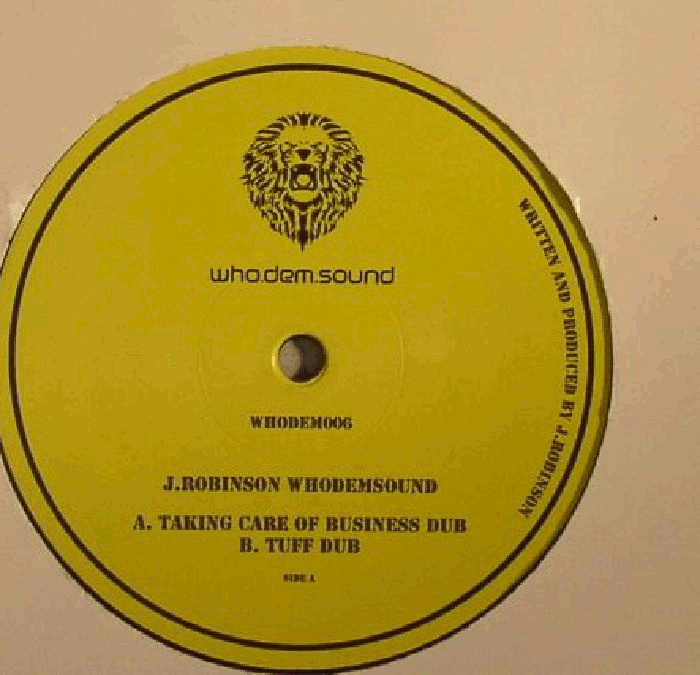 who.dem.sound
WHODEM006
J.ROBINSON WHODEMSOUND
A. TAKING CARE OF BUSINESS DUB
B. TUFF DUB
SIDE A
WRITTEN AND PRODUCED BY J.ROBINSON